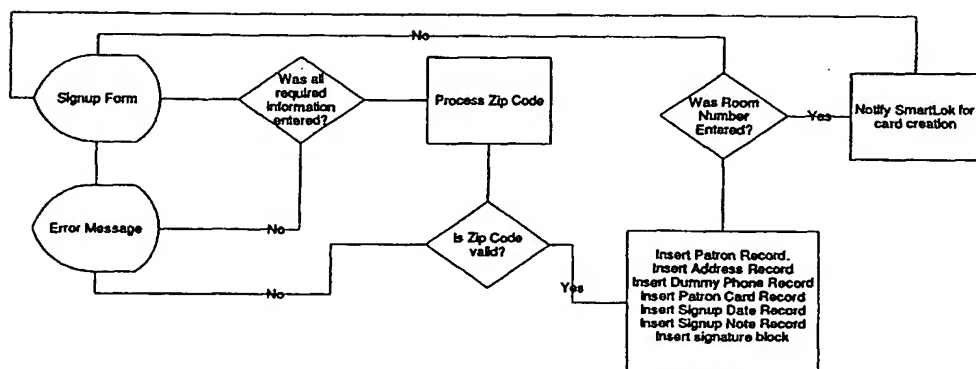 No
Signup Form
Was all
required
information
entered?
Process Zip Code
Was Room
Number
Entered?
Yes
Notify SmartLok for
card creation
Error Message
No
Is Zip Code
valid?
No
Yes
Insert Patron Record.
Insert Address Record
Insert Dummy Phone Record
Insert Patron Card Record
Insert Signup Date Record
Insert Signup Note Record
Insert signature block